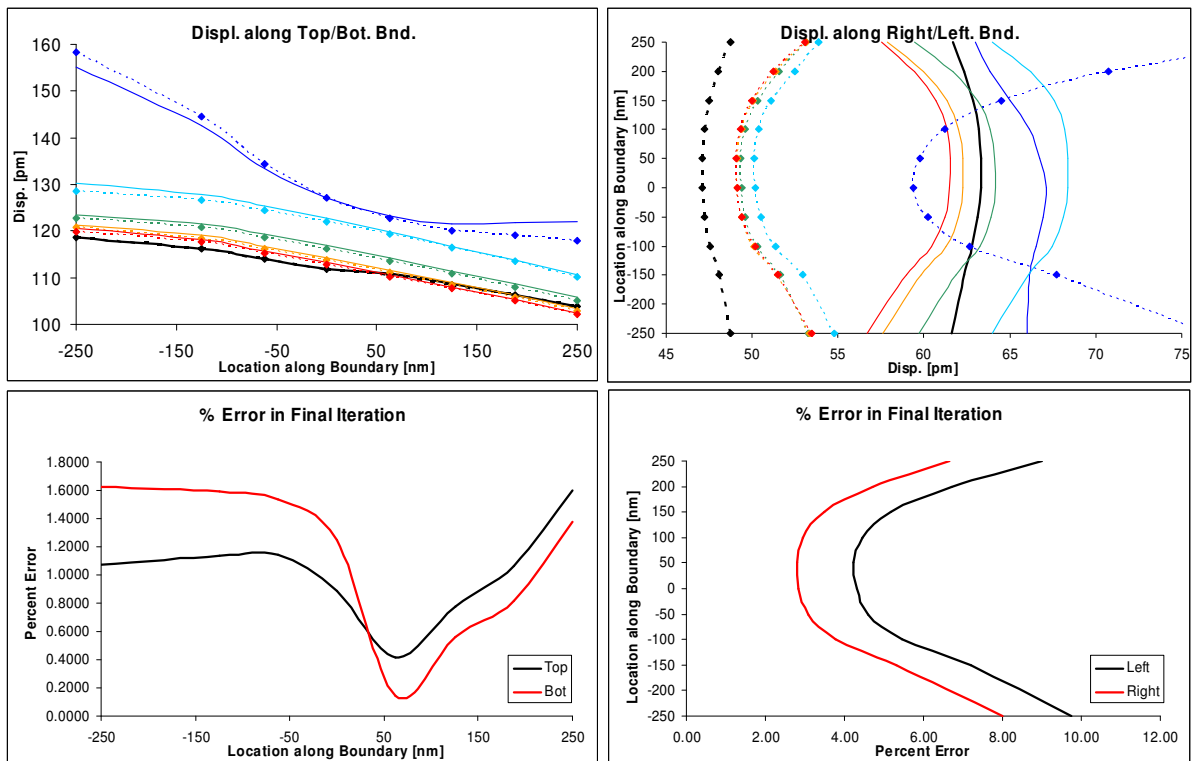 Displ. along Top/Bot. Bnd.
Disp. [pm]
160
150
140
130
120
110
100
-250 -150 -50 50 150 250
Location along Boundary [nm]
Displ. along Right/Left. Bnd.
Location along Boundary [nm]
250
200
150
100
50
0
-50
-100
-150
-200
-250
45 50 55 60 65 70 75
Disp. [pm]
% Error in Final Iteration
Percent Error
1.8000
1.6000
1.4000
1.2000
1.0000
0.8000
0.6000
0.4000
0.2000
0.0000
Top
Bot
-250 -150 -50 50 150 250
Location along Boundary [nm]
% Error in Final Iteration
Location along Boundary [nm]
250
200
150
100
50
0
-50
-100
-150
-200
-250
Left
Right
0.00 2.00 4.00 6.00 8.00 10.00 12.00
Percent Error